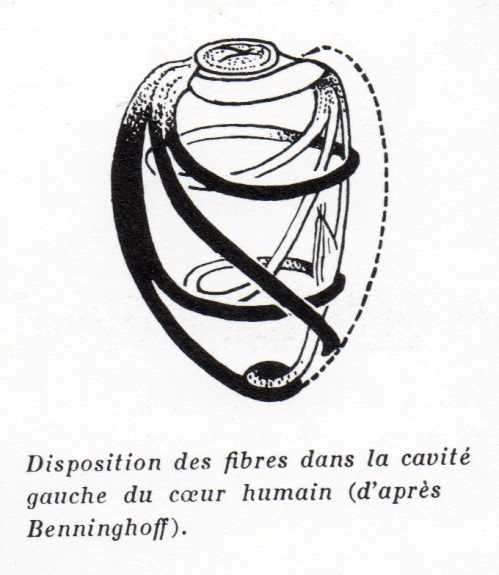 Disposition des fibres dans la cavité
gauche du cœur humain (d'après
Benninghoff).